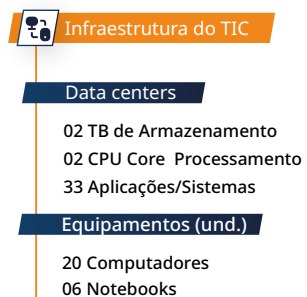 Infraestrutura do TIC
Data centers
02 TB de Armazenamento
02 CPU Core Processamento
33 Aplicações/Sistemas
Equipamentos (und.)
20 Computadores
06 Notebooks